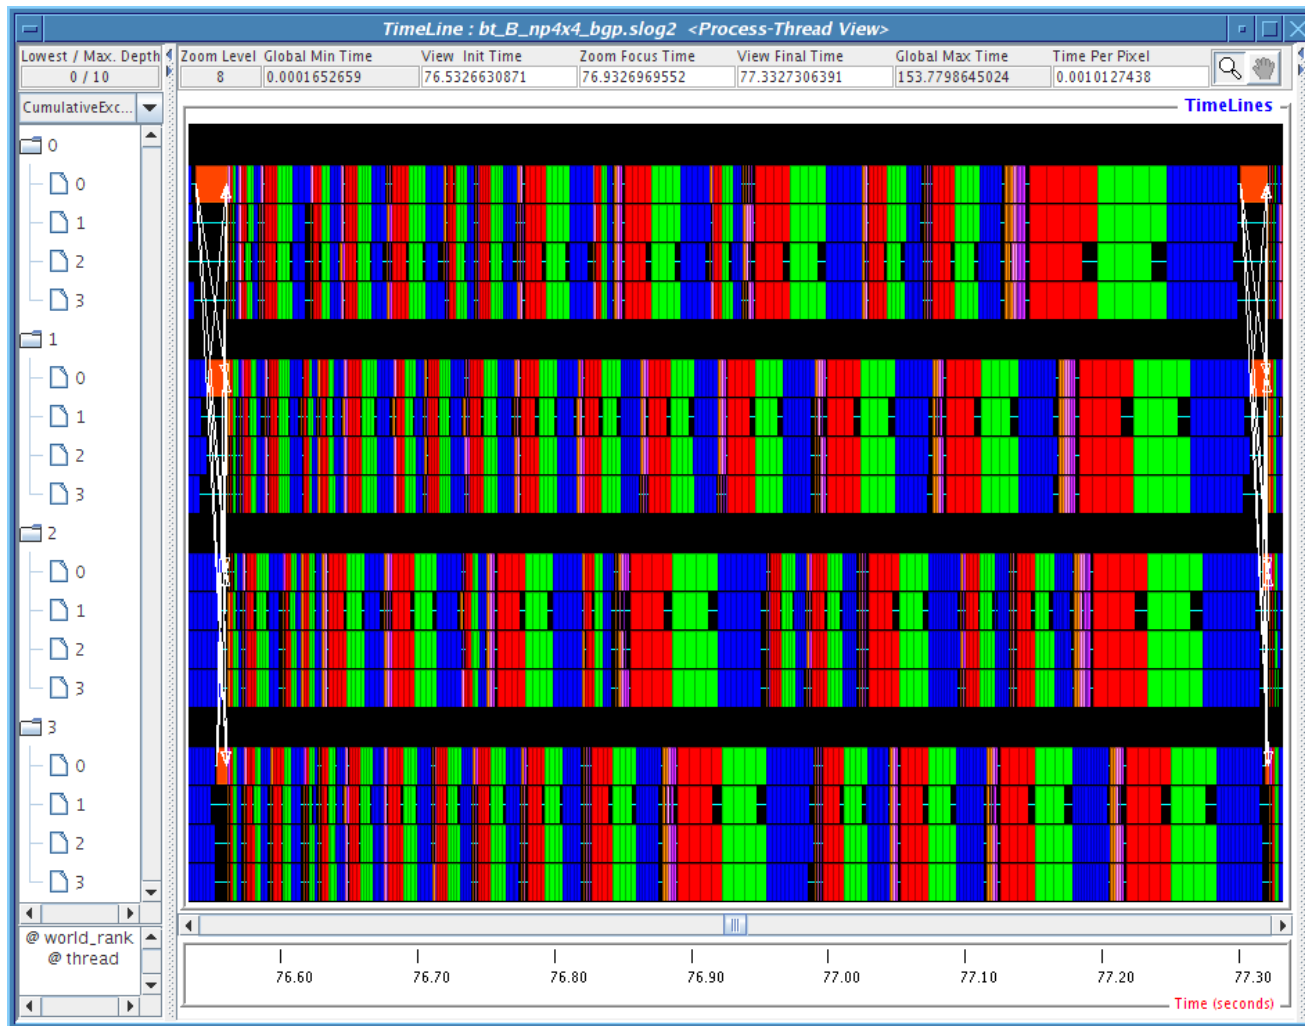 TimeLine : bt_B_np4x4_bgp.slog2 <Process-Thread View>
Lowest / Max. Depth
0 / 10
Zoom Level Global Min Time View Init Time Zoom Focus Time View Final Time Global Max Time Time Per Pixel
8 0.0001652659 76.5326630871 76.9326969552 77.3327306391 153.7798645024 0.0010127438
CumulativeExc...
TimeLines
0
0
1
2
3
1
0
1
2
3
2
0
1
2
3
3
0
1
2
3
@ world_rank
@ thread
76.60 76.70 76.80 76.90 77.00 77.10 77.20 77.30
Time (seconds)